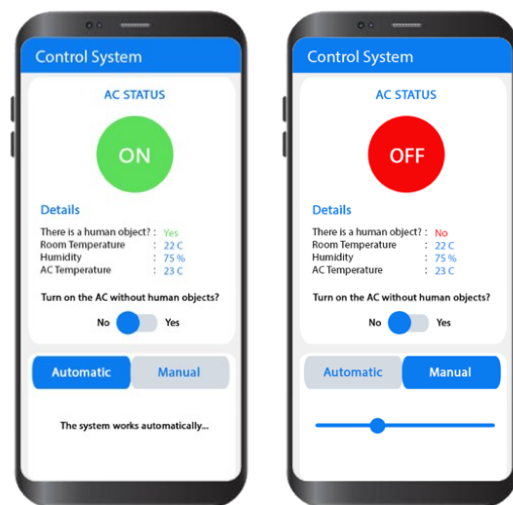 Control System
AC STATUS
ON
Details
There is a human object? : Yes
Room Temperature : 22 C
Humidity : 75 %
AC Temperature : 23 C
Turn on the AC without human objects?
No Yes
Automatic Manual
The system works automatically...
Control System
AC STATUS
OFF
Details
There is a human object? : No
Room Temperature : 22 C
Humidity : 75 %
AC Temperature : 23 C
Turn on the AC without human objects?
No Yes
Automatic Manual